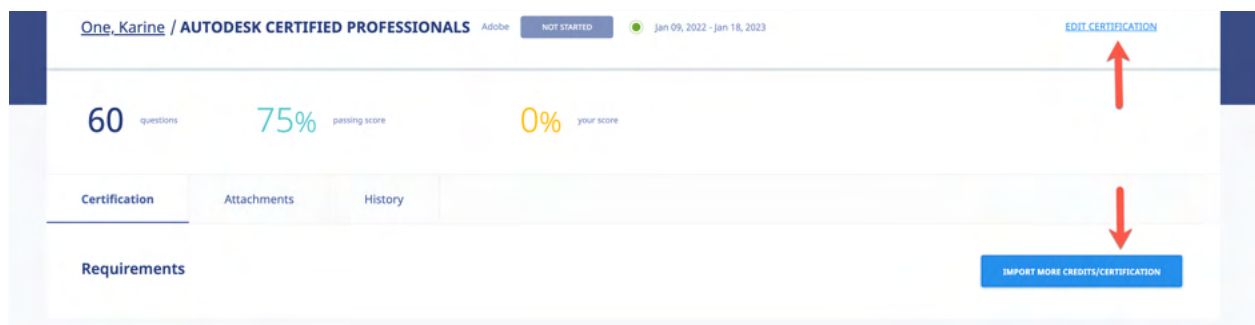 One, Karine / AUTODESK CERTIFIED PROFESSIONALS Adobe NOT STARTED Jan 09, 2022 - Jan 18, 2023 EDIT CERTIFICATION
60 questions 75% passing score 0% your score
Certification Attachments History
Requirements IMPORT MORE CREDITS/CERTIFICATION